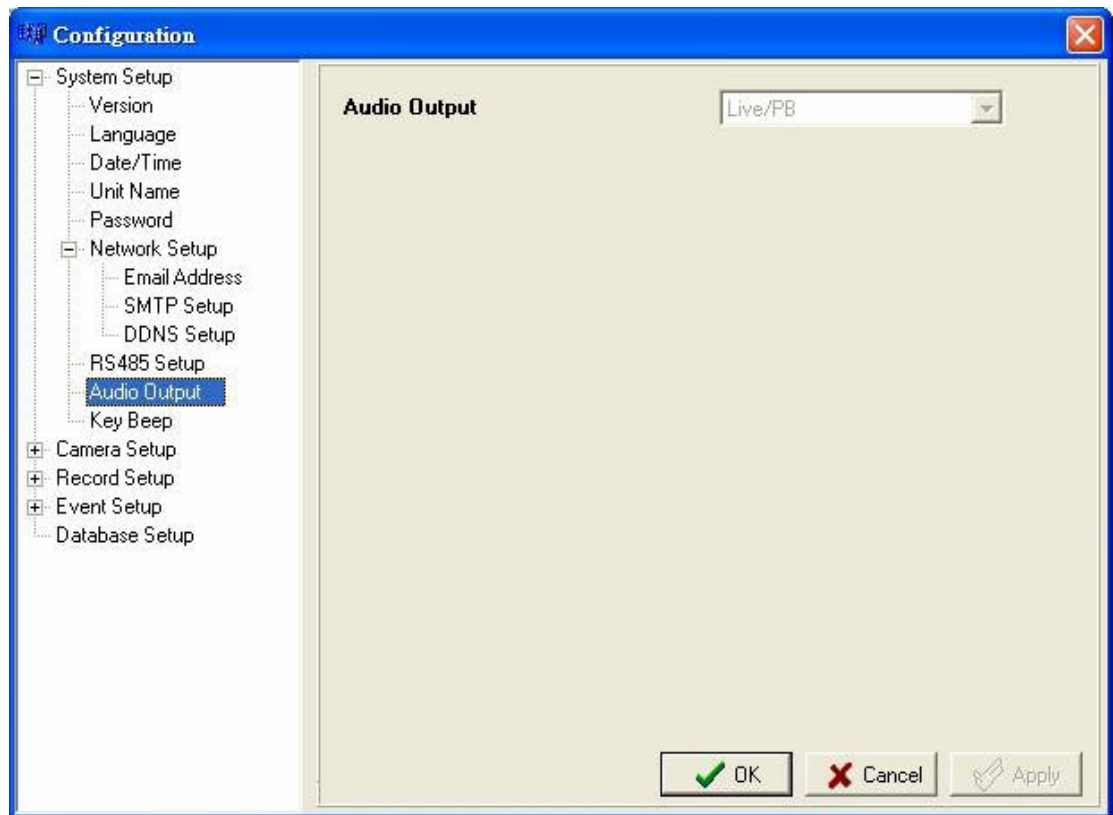 Configuration
System Setup
Version
Language
Date/Time
Unit Name
Password
Network Setup
Email Address
SMTP Setup
DDNS Setup
RS485 Setup
Audio Output
Key Beep
Camera Setup
Record Setup
Event Setup
Database Setup
Audio Output
Live/PB
OK
Cancel
Apply